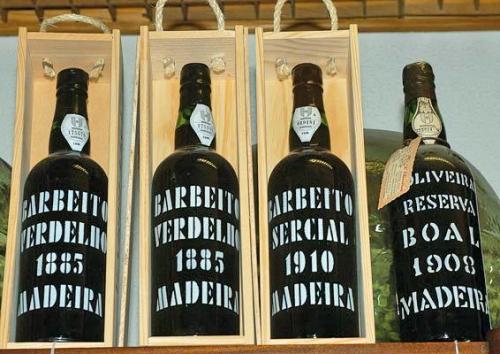 BARBEITO
VERDELHO
1885
MADEIRA
BARBEITO
VERDELHO
1885
MADEIRA
BARBEITO
SERCIAL
1910
MADEIRA
OLIVEIRA
RESERVA
BOAL
1908
MADEIRA